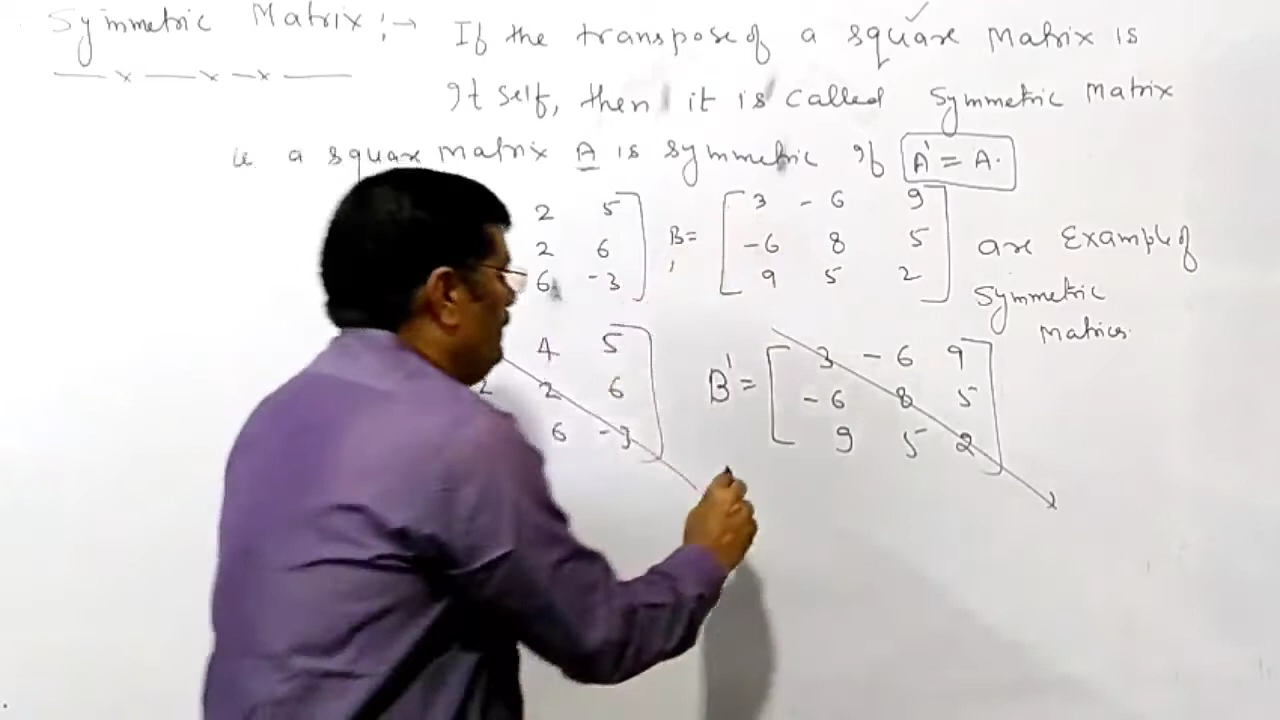 Symmetric Matrix :→ If the transpose of a square Matrix is
It self, then it is called Symmetric Matrix
ie a square matrix A is symmetric if A' = A.
2 5 B= 3 -6 9
2 6 , -6 8 5 are Example of
6 -3 9 5 2 Symmetric
Matrices.
4 5 B' = 3 -6 9
2 2 6 -6 8 5
6 -3 9 5 2